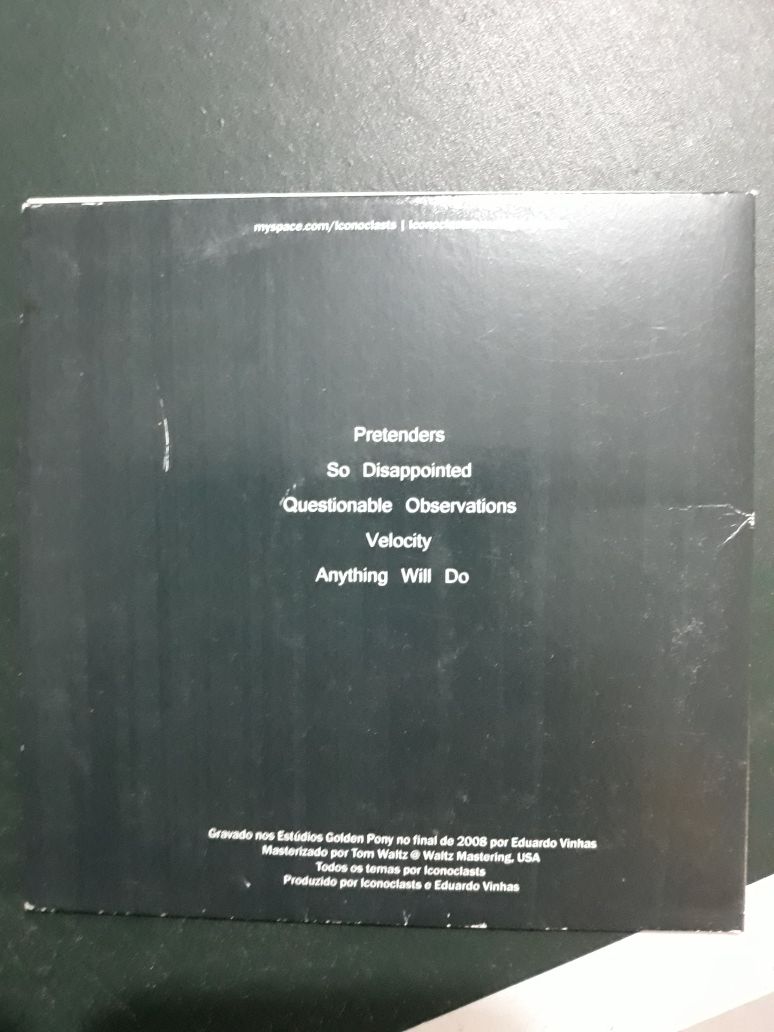 myspace.com/Iconoclasts |
Pretenders
So Disappointed
Questionable Observations
Velocity
Anything Will Do
Gravado nos Estúdios Golden Pony no final de 2008 por Eduardo Vinhas
Masterizado por Tom Waltz @ Waltz Mastering, USA
Todos os temas por Iconoclasts
Produzido por Iconoclasts e Eduardo Vinhas